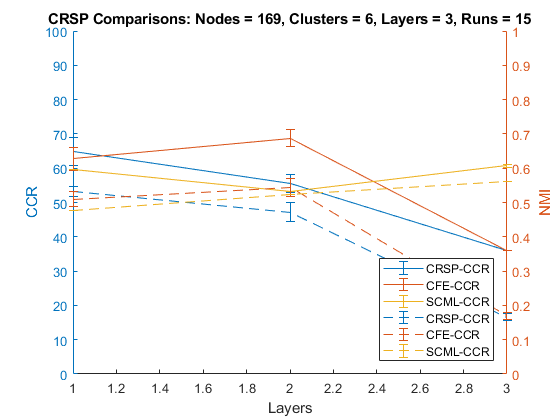 CRSP Comparisons: Nodes = 169, Clusters = 6, Layers = 3, Runs = 15
100
90
80
70
60
50
40
30
20
10
0
CCR
1
0.9
0.8
0.7
0.6
0.5
0.4
0.3
0.2
0.1
0
NMI
CRSP-CCR
CFE-CCR
SCML-CCR
CRSP-CCR
CFE-CCR
SCML-CCR
1 1.2 1.4 1.6 1.8 2 2.2 2.4 2.6 2.8 3
Layers